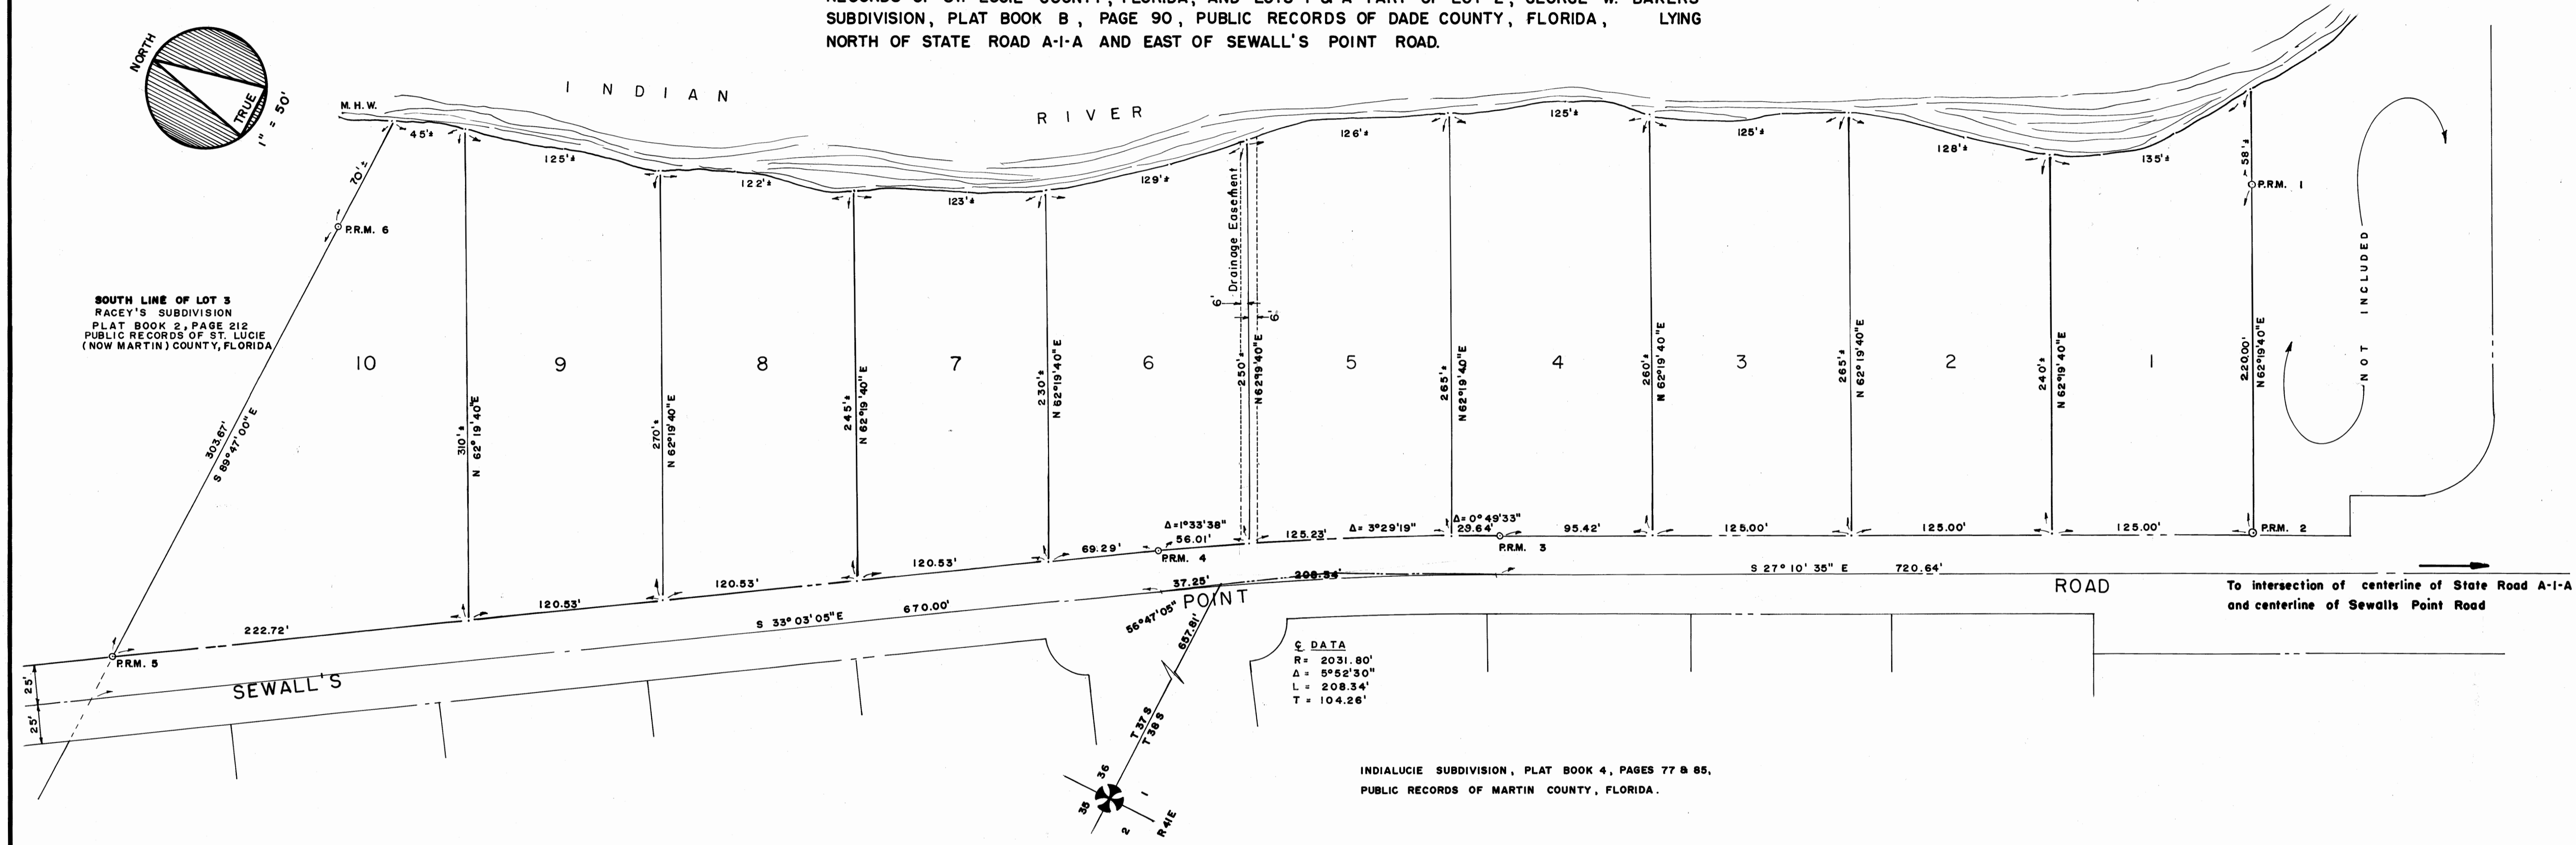 SUBDIVISION, PLAT BOOK B, PAGE 90, PUBLIC RECORDS OF DADE COUNTY, FLORIDA, LYING
NORTH OF STATE ROAD A-1-A AND EAST OF SEWALL'S POINT ROAD.
NORTH
TRUE
1" = 50'
INDIAN
RIVER
M.H.W.
45'±
125'±
122'±
123'±
129'±
126'±
125'±
125'±
128'±
135'±
70'±
58'±
P.R.M. 6
P.R.M. 1
SOUTH LINE OF LOT 3
RACEY'S SUBDIVISION
PLAT BOOK 2, PAGE 212
PUBLIC RECORDS OF ST. LUCIE
(NOW MARTIN) COUNTY, FLORIDA
303.67'
S 89°47'00" E
10
310'±
N 62°19'40"E
9
270'±
N 62°19'40"E
8
245'±
N 62°19'40"E
7
230'±
N 62°19'40"E
6
Drainage Easement
6'
6'
250'±
N62°19'40"E
5
265'±
N62°19'40"E
4
260'±
N 62°19'40"E
3
265'±
N 62°19'40"E
2
240'±
N 62°19'40"E
1
220.00'
N62°19'40"E
NOT INCLUDED
222.72'
120.53'
120.53'
120.53'
69.29'
Δ=1°33'38"
56.01'
125.23'
Δ= 3°29'19"
Δ= 0°49'33"
29.64'
95.42'
125.00'
125.00'
125.00'
P.R.M. 5
P.R.M. 4
P.R.M. 3
P.R.M. 2
25'
25'
SEWALL'S
POINT
ROAD
S 33°03'05"E
670.00'
37.25'
208.34'
S 27°10'35" E
720.64'
56°47'05"
657.81'
To intersection of centerline of State Road A-1-A
and centerline of Sewalls Point Road
℄ DATA
R= 2031.80'
Δ = 5°52'30"
L = 208.34'
T = 104.26'
T 37 S
T 38 S
36
35
1
2
R41E
INDIALUCIE SUBDIVISION, PLAT BOOK 4, PAGES 77 & 85,
PUBLIC RECORDS OF MARTIN COUNTY, FLORIDA.